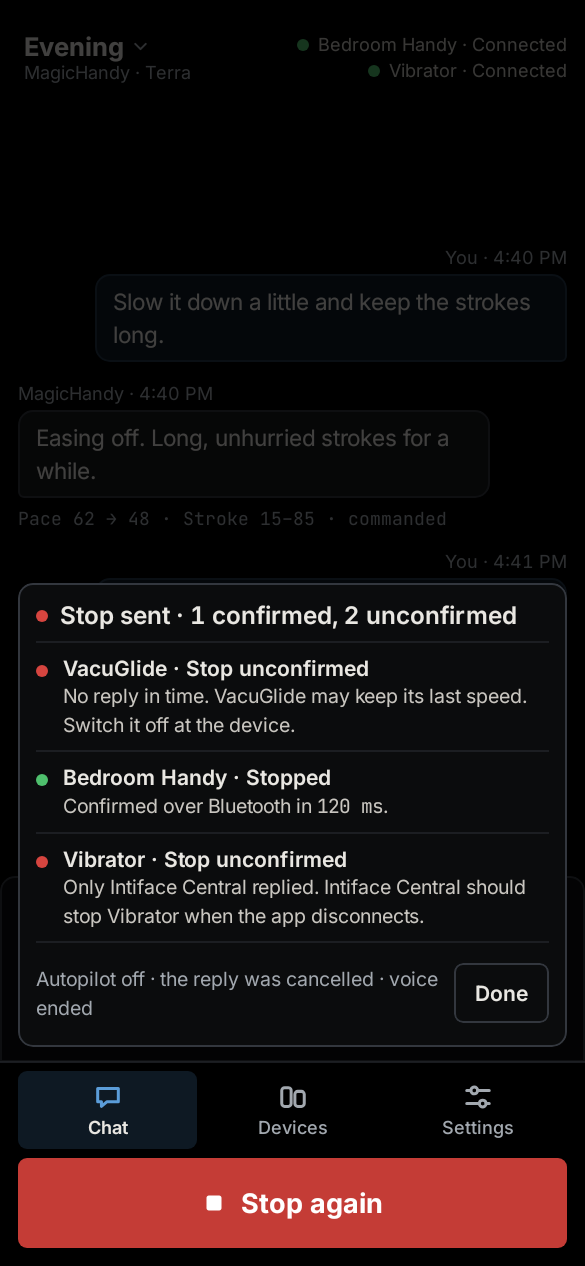 Evening
MagicHandy · Terra
Bedroom Handy · Connected
Vibrator · Connected
You · 4:40 PM
Slow it down a little and keep the strokes
long.
MagicHandy · 4:40 PM
Easing off. Long, unhurried strokes for a
while.
Pace 62 → 48 · Stroke 15–85 · commanded
You · 4:41 PM
Stop sent · 1 confirmed, 2 unconfirmed
VacuGlide · Stop unconfirmed
No reply in time. VacuGlide may keep its last speed.
Switch it off at the device.
Bedroom Handy · Stopped
Confirmed over Bluetooth in 120 ms.
Vibrator · Stop unconfirmed
Only Intiface Central replied. Intiface Central should
stop Vibrator when the app disconnects.
Autopilot off · the reply was cancelled · voice
ended
Done
Chat
Devices
Settings
Stop again